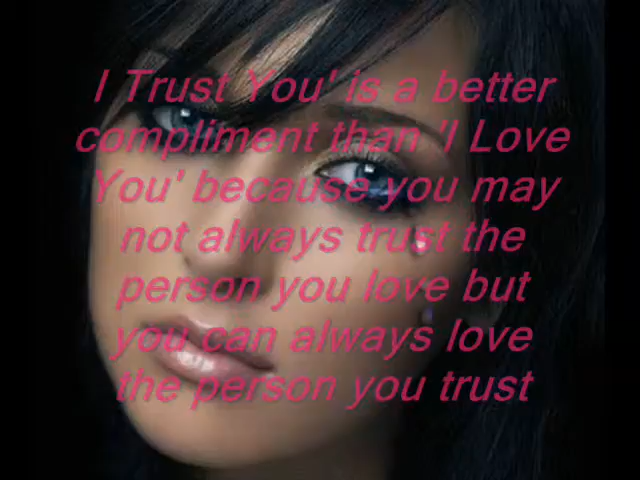 I Trust You' is a better
compliment than 'I Love
You' because you may
not always trust the
person you love but
you can always love
the person you trust